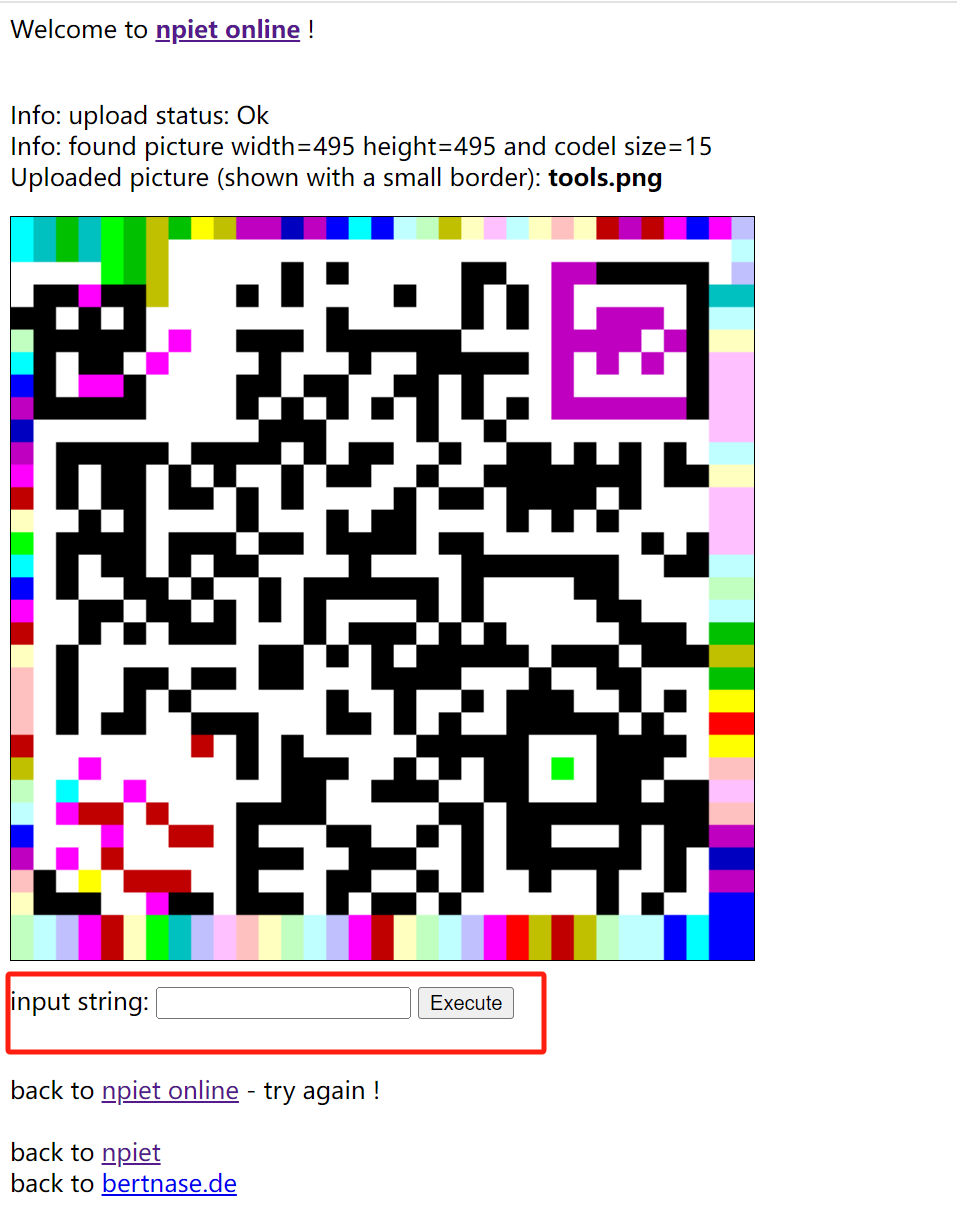 Welcome to npiet online !
Info: upload status: Ok
Info: found picture width=495 height=495 and codel size=15
Uploaded picture (shown with a small border): tools.png
input string: Execute
back to npiet online - try again !
back to npiet
back to bertnase.de